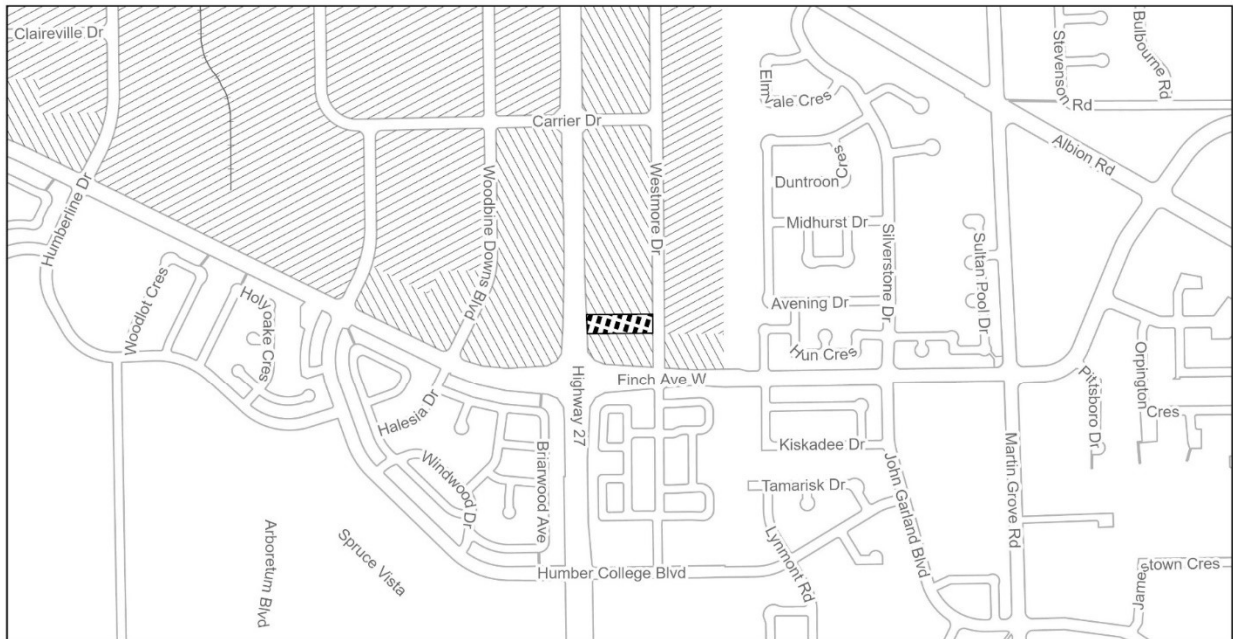 Claireville Dr
Stevenson
Rd
Bulbourne Rd
Elmvale Cres
Carrier Dr
Albion Rd
Cres
Duntroon
Humberline Dr
Woodbine Downs Blvd
Westmore Dr
Midhurst Dr
Silverstone Dr
Sultan Pool Dr
Woodlot Cres
Holyoake Cres
Avening Dr
Hun Cres
Finch Ave W
Highway 27
Halesia Dr
Pittsboro Dr
Orpington
Cres
Kiskadee Dr
Briarwood Ave
Windwood Dr
Martin Grove Rd
John Garland Blvd
Tamarisk Dr
Lynmont Rd
Arboretum Blvd
Spruce Vista
Humber College Blvd
Jamestown Cres